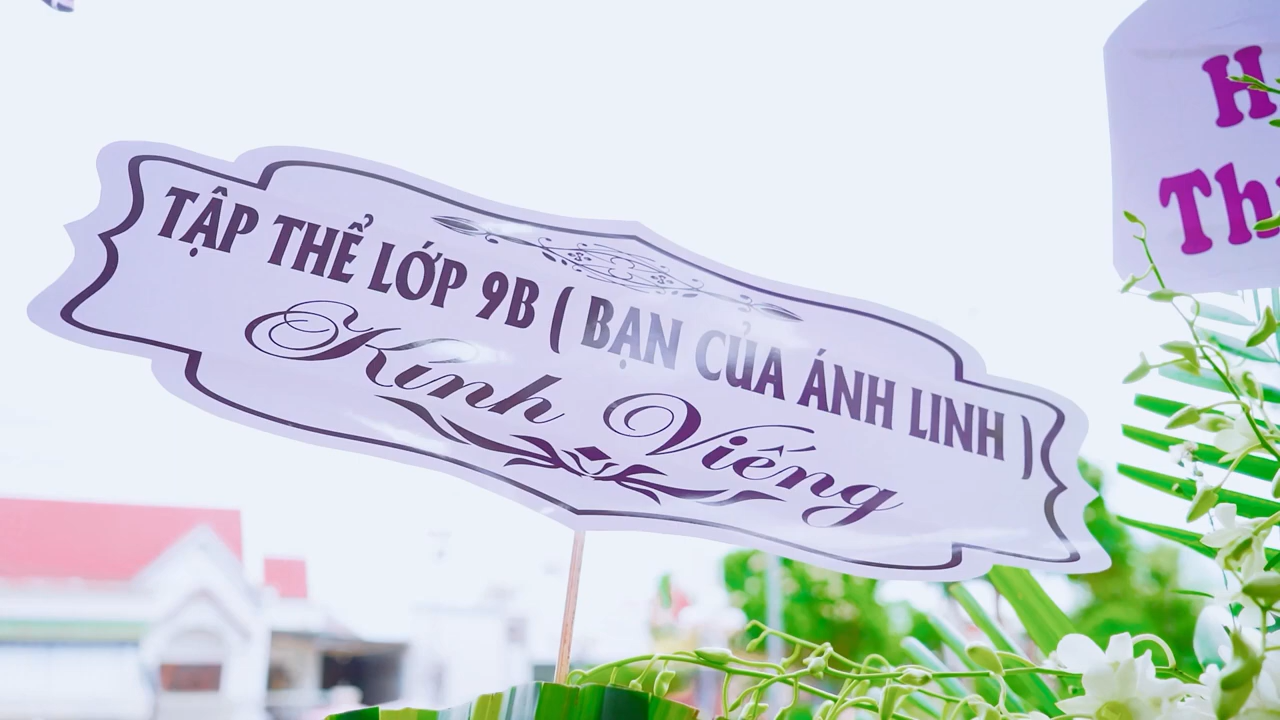 TẬP THỂ LỚP 9B ( BẠN CỦA ÁNH LINH )
Kính Viếng